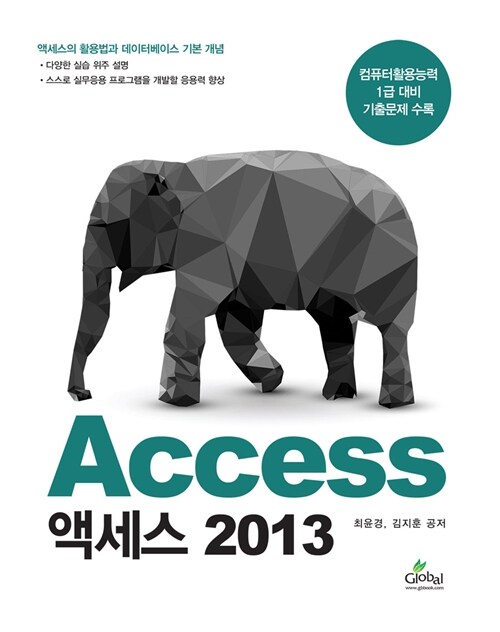 액세스의 활용법과 데이터베이스 기본 개념
• 다양한 실습 위주 설명
• 스스로 실무응용 프로그램을 개발할 응용력 향상
컴퓨터활용능력
1급 대비
기출문제 수록
Access
액세스 2013
최윤경, 김지훈 공저
Global
www.gbbook.com